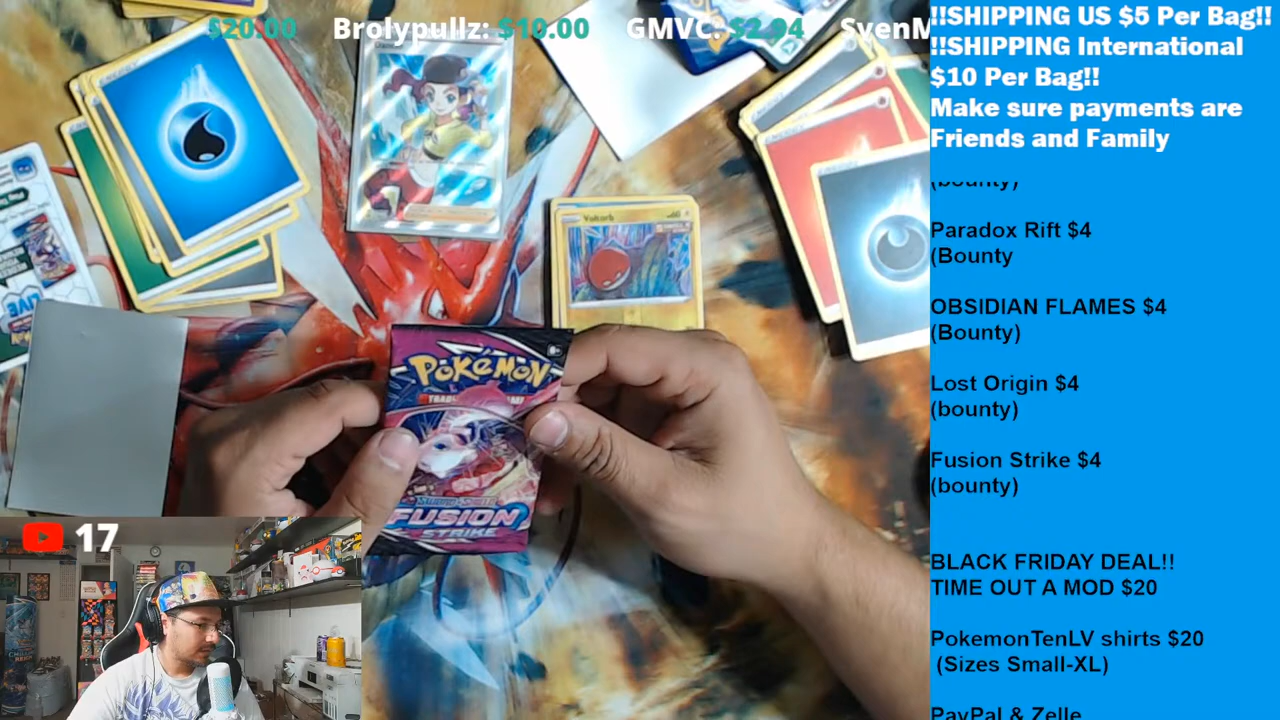 $20.00 Brolypullz: $10.00 GMVC: $2.94 SvenM
!!SHIPPING US $5 Per Bag!!
!!SHIPPING International
$10 Per Bag!!
Make sure payments are
Friends and Family
(bounty)
Paradox Rift $4
(Bounty
OBSIDIAN FLAMES $4
(Bounty)
Lost Origin $4
(bounty)
Fusion Strike $4
(bounty)
BLACK FRIDAY DEAL!!
TIME OUT A MOD $20
PokemonTenLV shirts $20
(Sizes Small-XL)
PayPal & Zelle
Voltorb
POKéMON
FUSION
STRIKE
LIVE
17